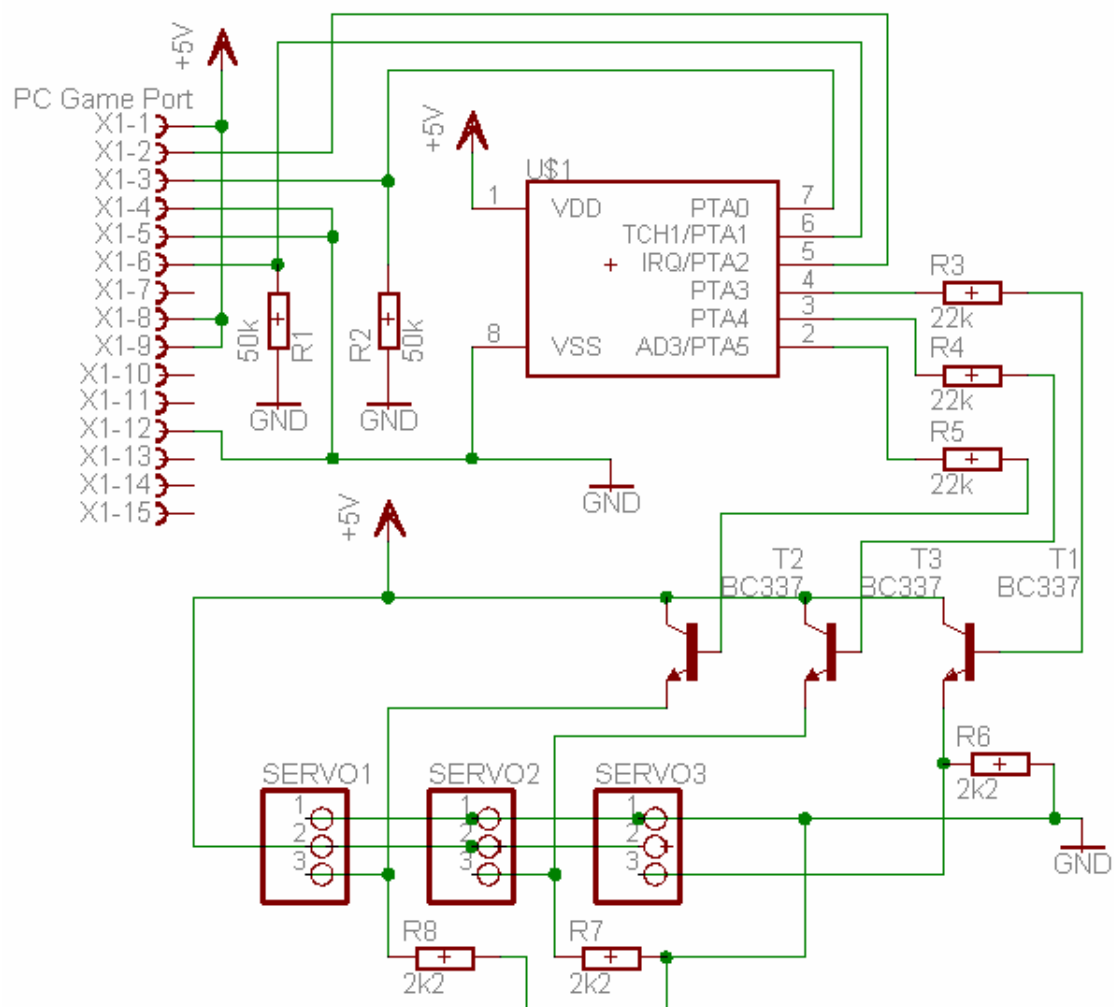 +5V
PC Game Port
X1-1
X1-2
X1-3
X1-4
X1-5
X1-6
X1-7
X1-8
X1-9
X1-10
X1-11
X1-12
X1-13
X1-14
X1-15
50k
R1
GND
R2
50k
GND
+5V
U$1
1 VDD PTA0 7
TCH1/PTA1 6
IRQ/PTA2 5
PTA3 4
PTA4 3
8 VSS AD3/PTA5 2
R3
22k
R4
22k
R5
22k
GND
+5V
T2
BC337
T3
BC337
T1
BC337
R6
2k2
GND
SERVO1
1
2
3
SERVO2
1
2
3
SERVO3
1
2
3
R8
2k2
R7
2k2